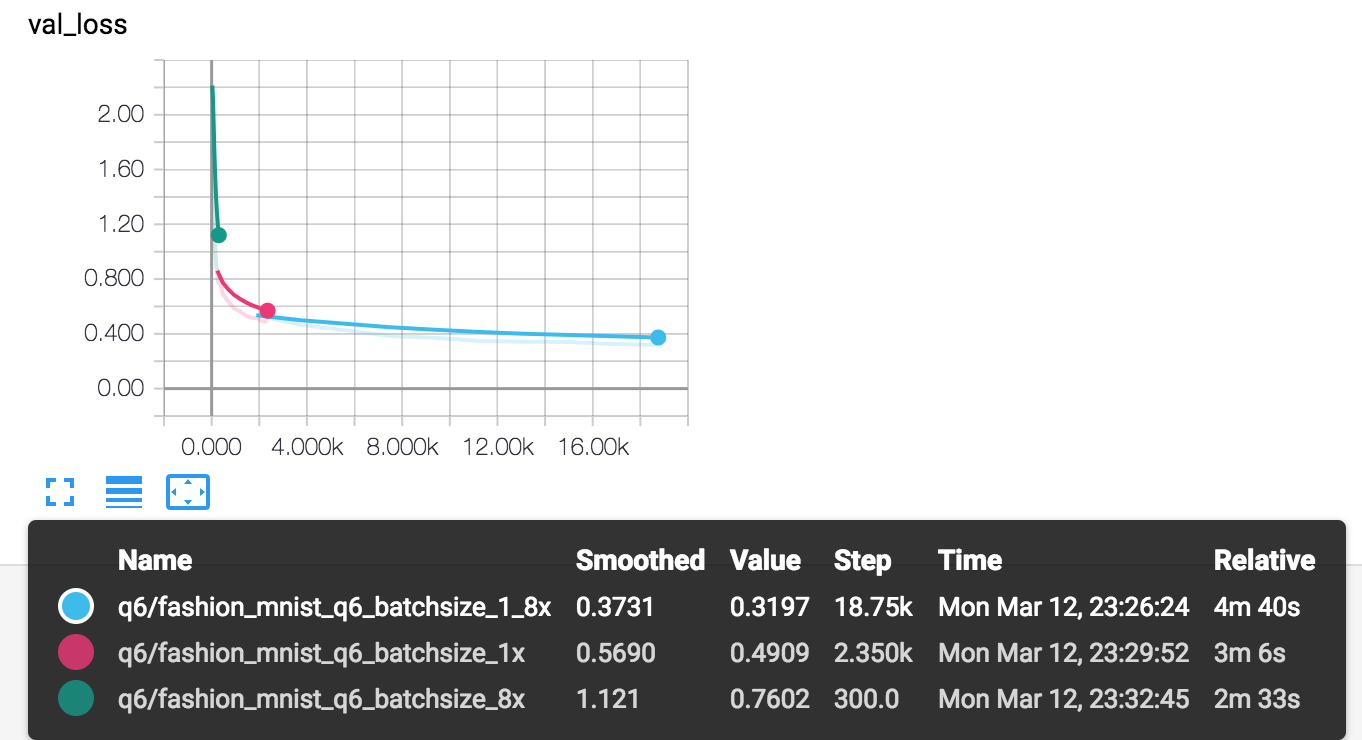 val_loss
2.00
1.60
1.20
0.800
0.400
0.00
0.000 4.000k 8.000k 12.00k 16.00k
Name Smoothed Value Step Time Relative
q6/fashion_mnist_q6_batchsize_1_8x 0.3731 0.3197 18.75k Mon Mar 12, 23:26:24 4m 40s
q6/fashion_mnist_q6_batchsize_1x 0.5690 0.4909 2.350k Mon Mar 12, 23:29:52 3m 6s
q6/fashion_mnist_q6_batchsize_8x 1.121 0.7602 300.0 Mon Mar 12, 23:32:45 2m 33s